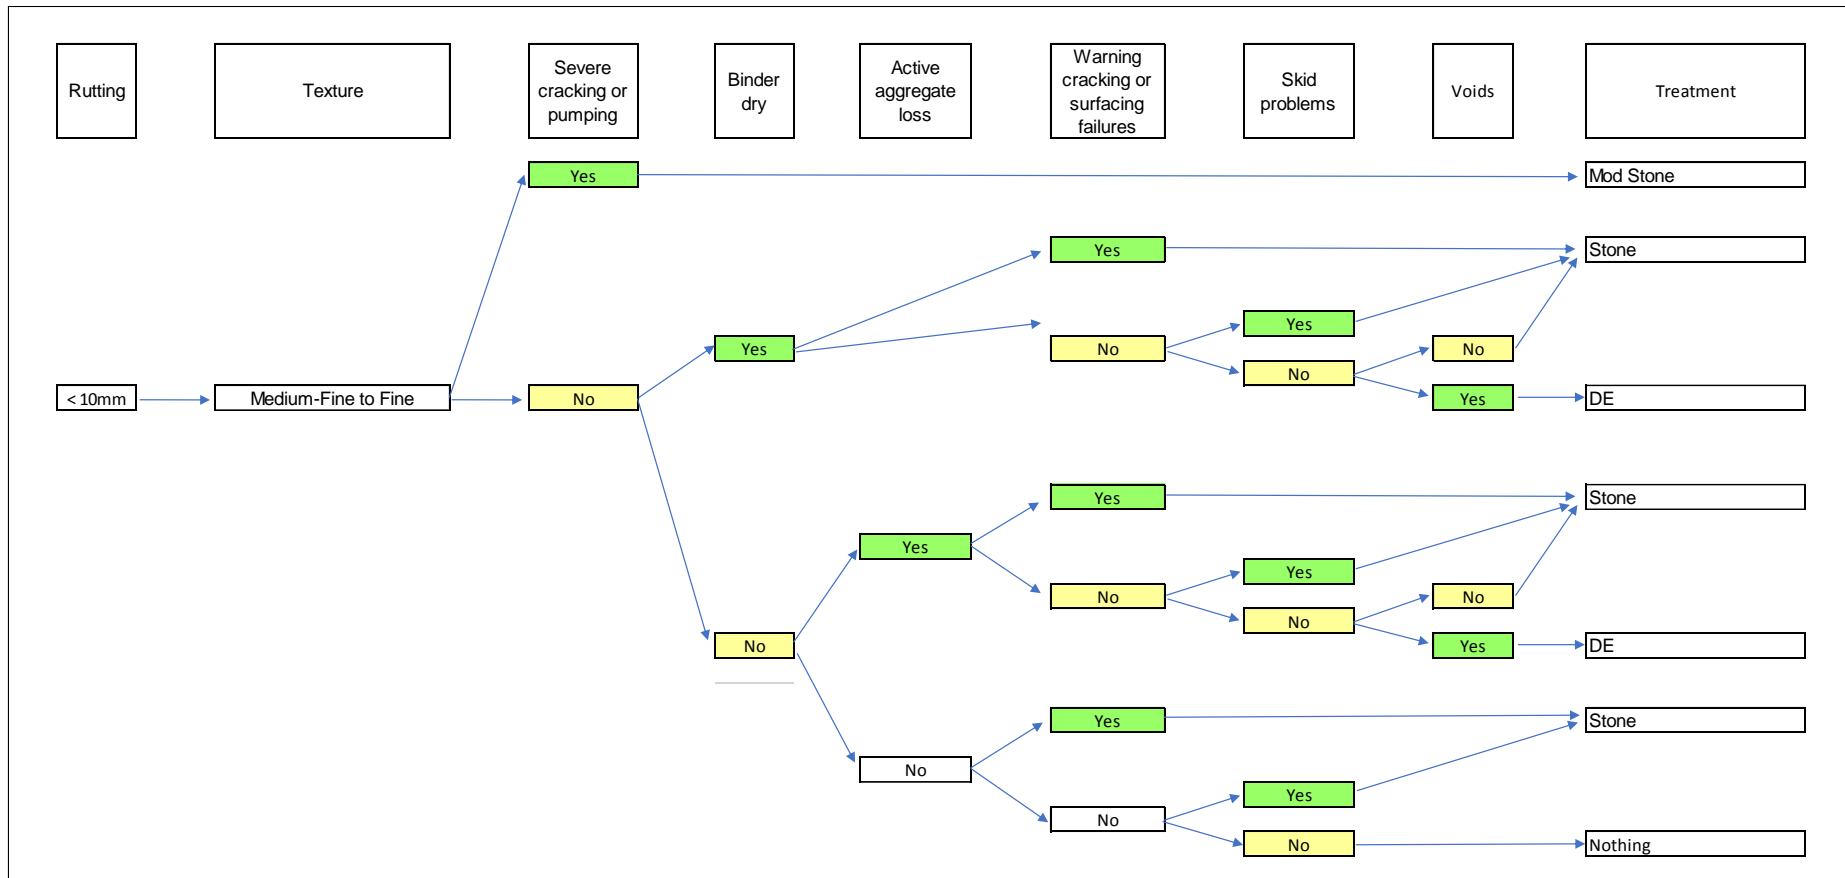 Rutting
Texture
Severe
cracking or
pumping
Binder
dry
Active
aggregate
loss
Warning
cracking or
surfacing
failures
Skid
problems
Voids
Treatment
Yes
Mod Stone
Yes
Stone
Yes
Yes
No
No
No
< 10mm
Medium-Fine to Fine
No
Yes
DE
Yes
Stone
Yes
Yes
No
No
No
No
Yes
DE
Yes
Stone
No
Yes
No
No
Nothing